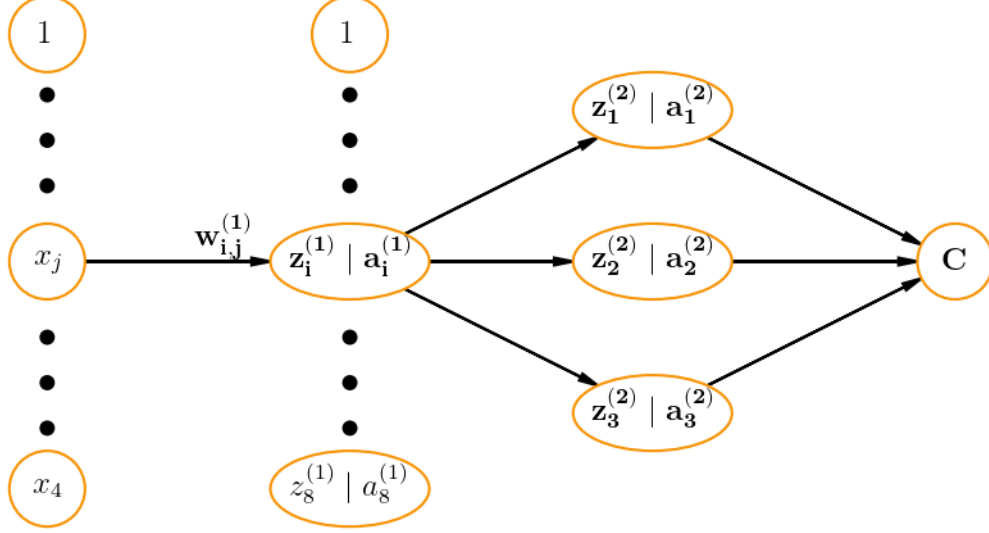 1
1
z_1^{(2)} | a_1^{(2)}
w_{i,j}^{(1)}
x_j
z_i^{(1)} | a_i^{(1)}
z_2^{(2)} | a_2^{(2)}
C
z_3^{(2)} | a_3^{(2)}
x_4
z_8^{(1)} | a_8^{(1)}